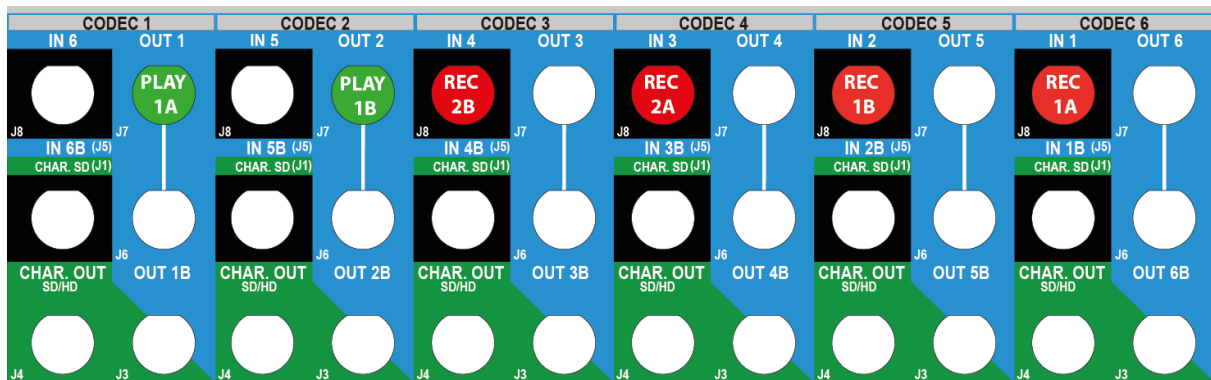 CODEC 1 CODEC 2 CODEC 3 CODEC 4 CODEC 5 CODEC 6
IN 6 OUT 1 IN 5 OUT 2 IN 4 OUT 3 IN 3 OUT 4 IN 2 OUT 5 IN 1 OUT 6
PLAY PLAY REC REC REC REC
1A 1B 2B 2A 1B 1A
J8 J7 J8 J7 J8 J7 J8 J7 J8 J7 J8 J7
IN 6B (J5) IN 5B (J5) IN 4B (J5) IN 3B (J5) IN 2B (J5) IN 1B (J5)
CHAR. SD (J1) CHAR. SD (J1) CHAR. SD (J1) CHAR. SD (J1) CHAR. SD (J1) CHAR. SD (J1)
J6 J6 J6 J6 J6 J6
CHAR. OUT OUT 1B CHAR. OUT OUT 2B CHAR. OUT OUT 3B CHAR. OUT OUT 4B CHAR. OUT OUT 5B CHAR. OUT OUT 6B
SD/HD SD/HD SD/HD SD/HD SD/HD SD/HD
J4 J3 J4 J3 J4 J3 J4 J3 J4 J3 J4 J3